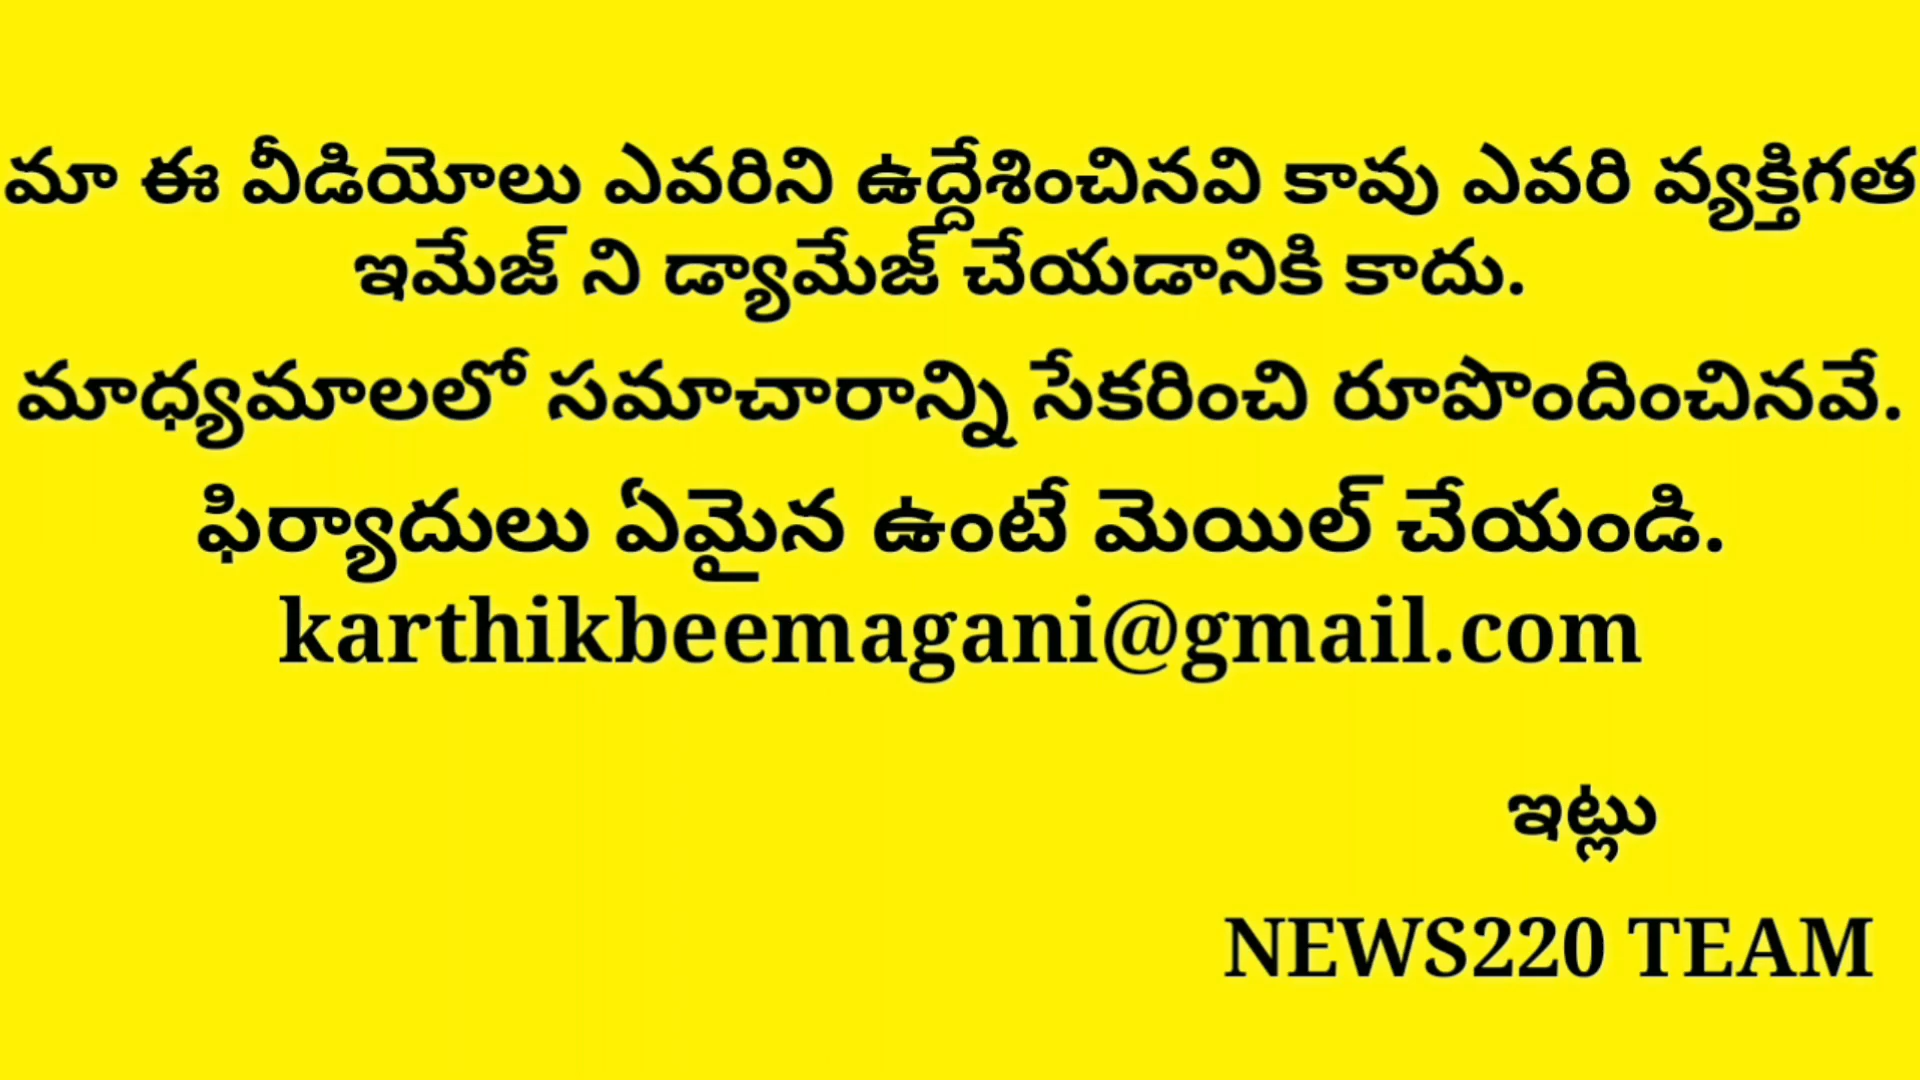 మా ఈ వీడియోలు ఎవరిని ఉద్దేశించినవి కావు ఎవరి వ్యక్తిగత
ఇమేజ్ ని డ్యామేజ్ చేయడానికి కాదు.
మాధ్యమాలలో సమాచారాన్ని సేకరించి రూపొందించినవే.
ఫిర్యాదులు ఏమైన ఉంటే మెయిల్ చేయండి.
karthikbeemagani@gmail.com
ఇట్లు
NEWS220 TEAM